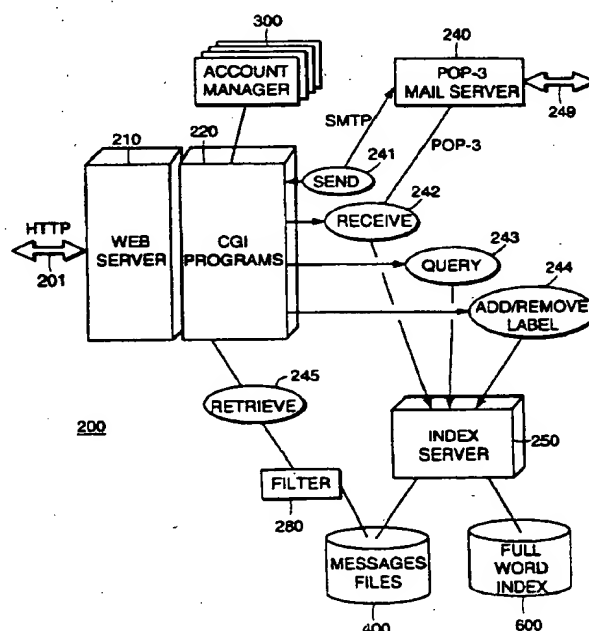 300
ACCOUNT
MANAGER
240
POP-3
MAIL SERVER
249
SMTP
POP-3
210
220
241
SEND
242
RECEIVE
HTTP
201
WEB
SERVER
CGI
PROGRAMS
243
QUERY
244
ADD/REMOVE
LABEL
245
RETRIEVE
200
INDEX
SERVER
250
FILTER
280
MESSAGES
FILES
400
FULL
WORD
INDEX
600